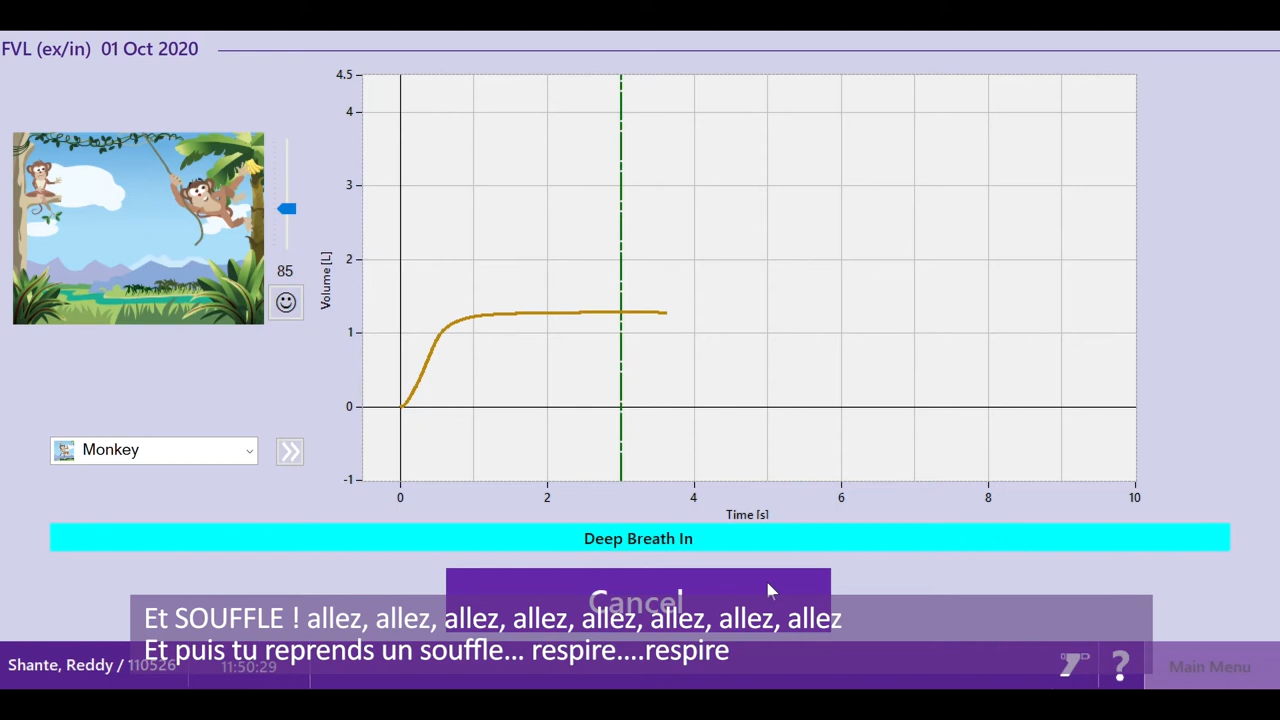 FVL (ex/in) 01 Oct 2020
4.5
4
3
2
1
0
-1
Volume [L]
85
0 2 4 6 8 10
Time [s]
Monkey
Deep Breath In
Cancel
Et SOUFFLE ! allez, allez, allez, allez, allez, allez, allez, allez
Et puis tu reprends un souffle... respire....respire
Shante, Reddy / 110526
11:50:29
?
Main Menu